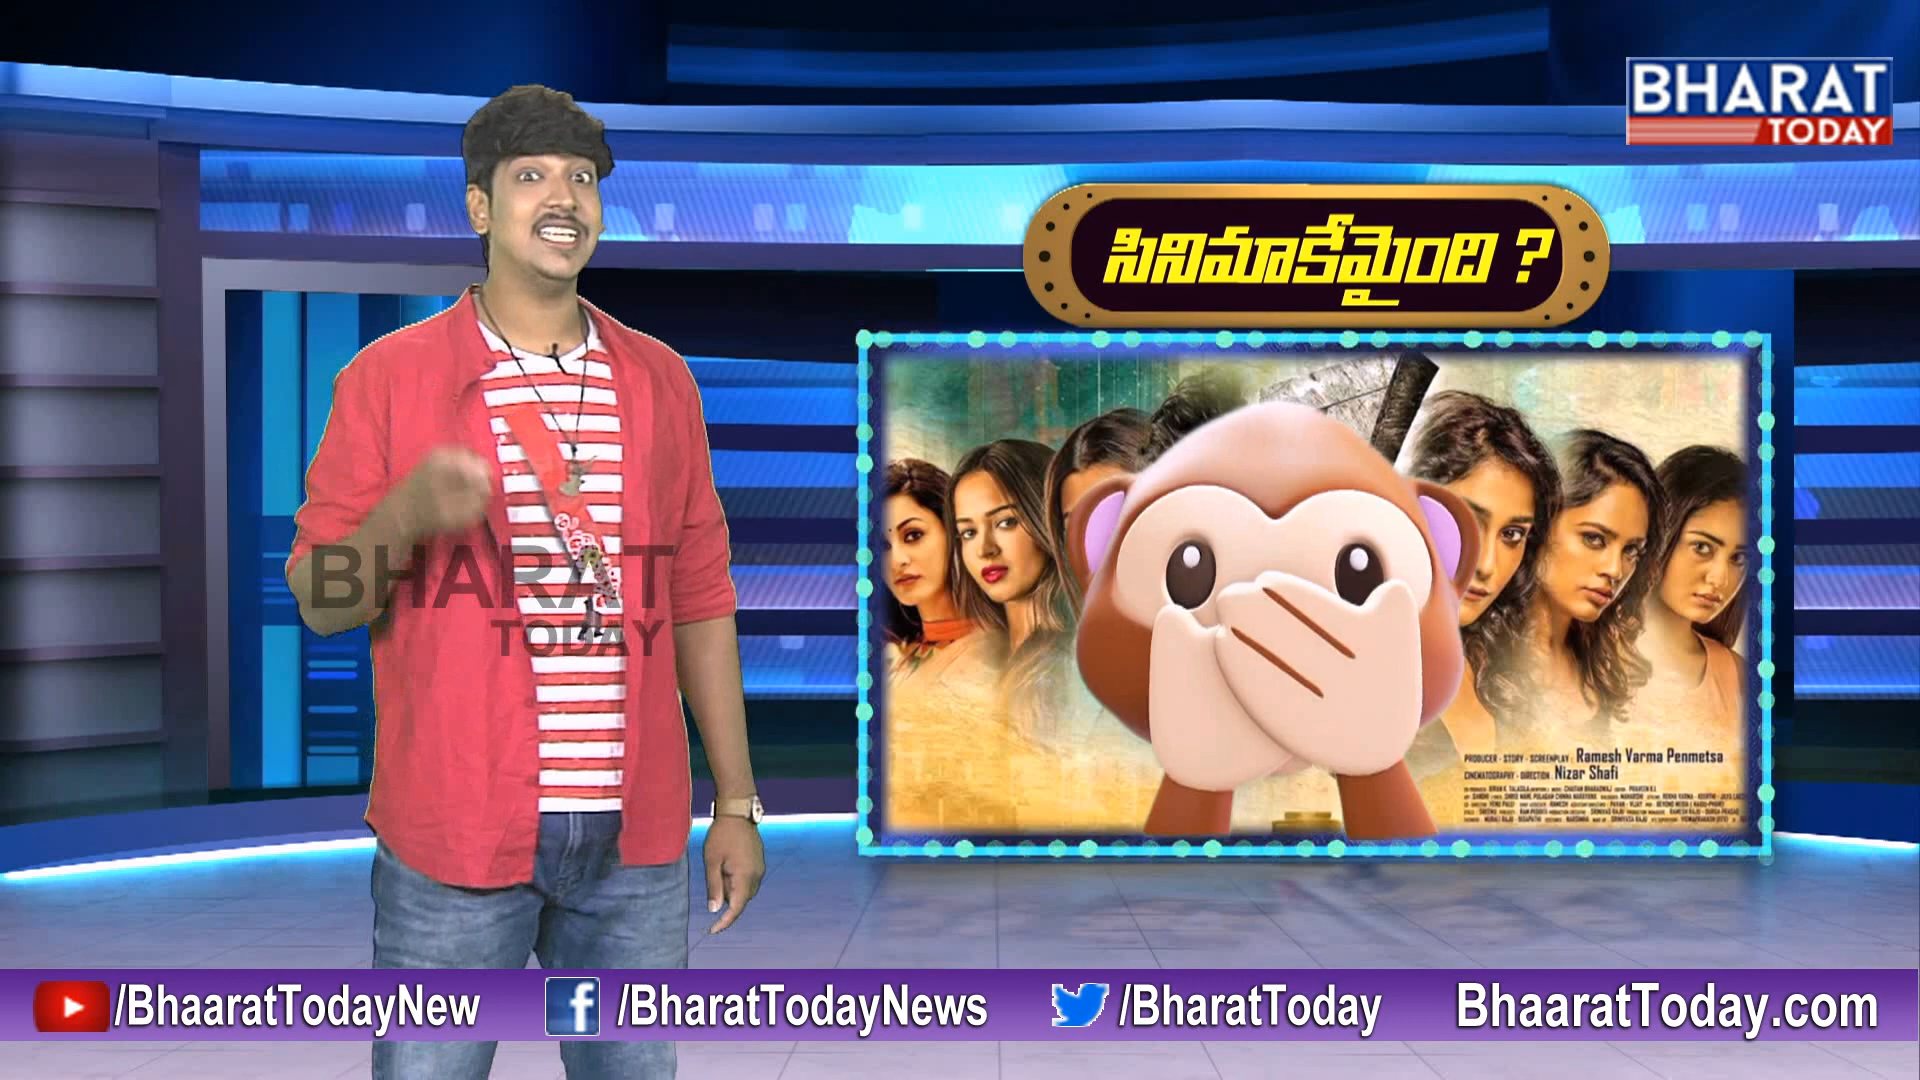 BHARAT
TODAY
సినిమాకేమైంది ?
BHARAT
TODAY
PRODUCER - STORY - SCREENPLAY : Ramesh Varma Penmetsa
CINEMATOGRAPHY - DIRECTION : Nizar Shafi
/BhaaratTodayNew
/BharatTodayNews
/BharatToday
BhaaratToday.com